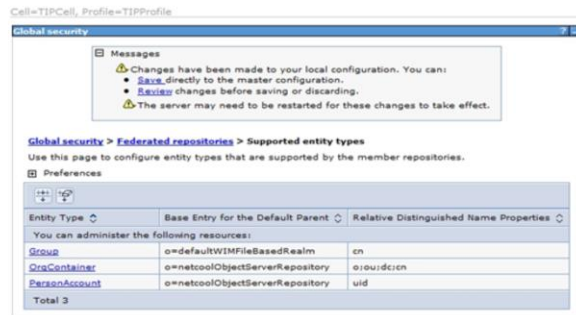 Cell=TIPCell, Profile=TIPProfile
Global security
Messages
Changes have been made to your local configuration. You can:
Save directly to the master configuration.
Review changes before saving or discarding.
The server may need to be restarted for these changes to take effect.
Global security > Federated repositories > Supported entity types
Use this page to configure entity types that are supported by the member repositories.
Preferences
Entity Type Base Entry for the Default Parent Relative Distinguished Name Properties
You can administer the following resources:
Group o=defaultWIMFileBasedRealm cn
OrgContainer o=netcoolObjectServerRepository o;ou;dc;cn
PersonAccount o=netcoolObjectServerRepository uid
Total 3